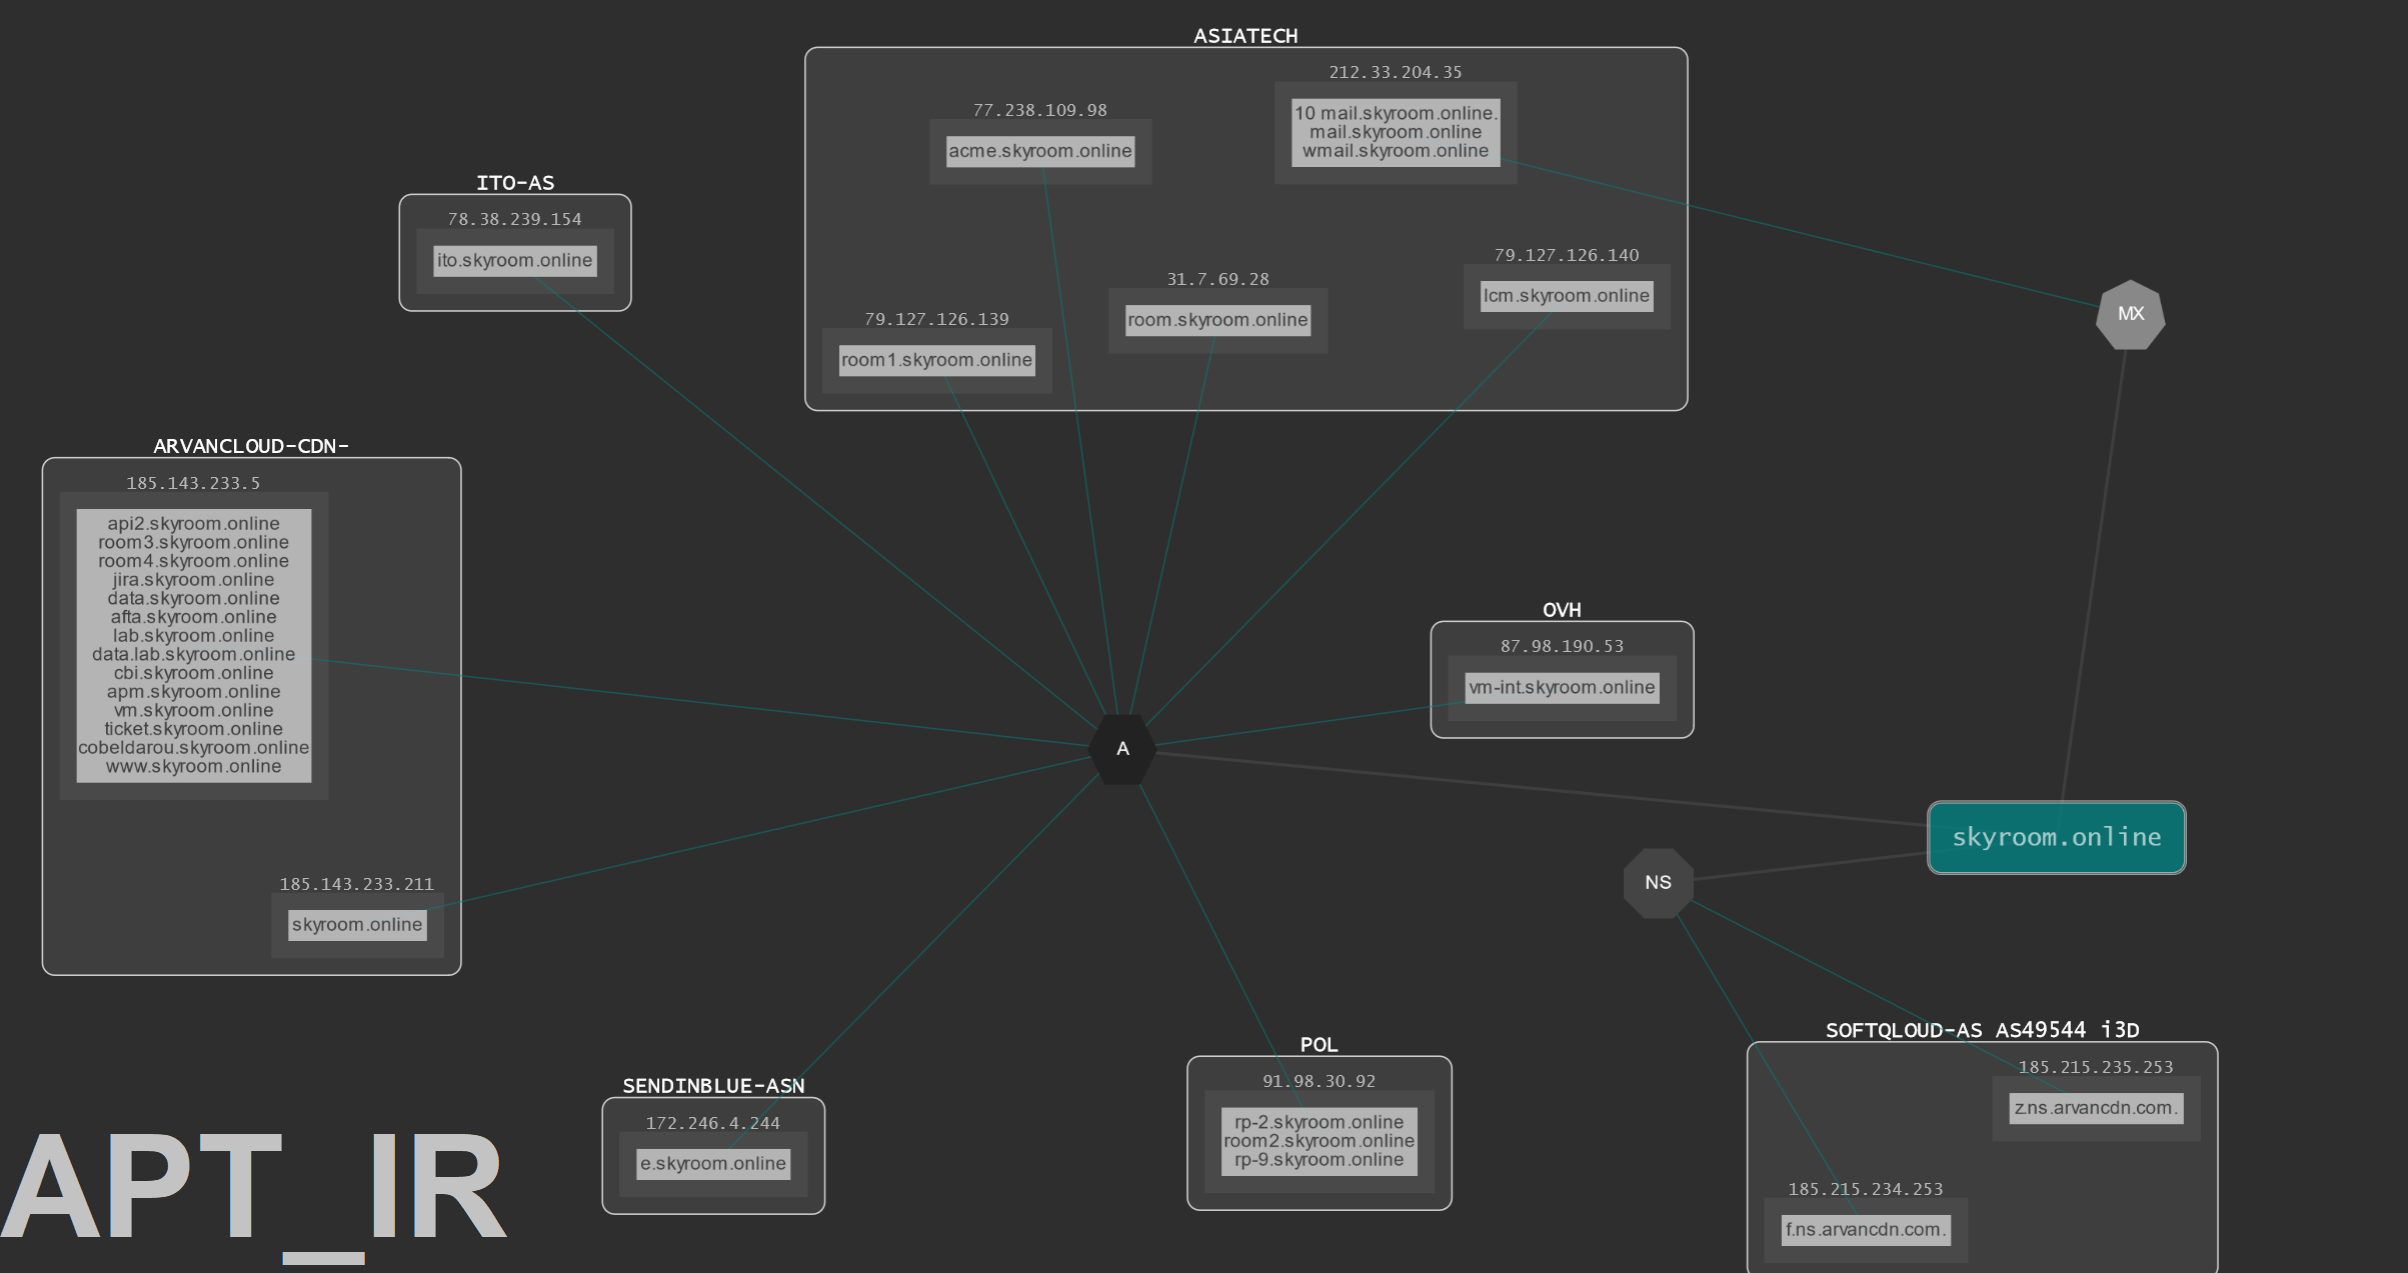 ASIATECH
212.33.204.35
10 mail.skyroom.online.
mail.skyroom.online
wmail.skyroom.online
77.238.109.98
acme.skyroom.online
79.127.126.140
lcm.skyroom.online
31.7.69.28
room.skyroom.online
79.127.126.139
room1.skyroom.online
ITO-AS
78.38.239.154
ito.skyroom.online
MX
ARVANCLOUD-CDN-
185.143.233.5
api2.skyroom.online
room3.skyroom.online
room4.skyroom.online
jira.skyroom.online
data.skyroom.online
afta.skyroom.online
lab.skyroom.online
data.lab.skyroom.online
cbi.skyroom.online
apm.skyroom.online
vm.skyroom.online
ticket.skyroom.online
cobeldarou.skyroom.online
www.skyroom.online
185.143.233.211
skyroom.online
OVH
87.98.190.53
vm-int.skyroom.online
A
skyroom.online
NS
SOFTQLOUD-AS AS49544 i3D
185.215.235.253
z.ns.arvancdn.com.
185.215.234.253
f.ns.arvancdn.com.
POL
91.98.30.92
rp-2.skyroom.online
room2.skyroom.online
rp-9.skyroom.online
SENDINBLUE-ASN
172.246.4.244
e.skyroom.online
APT_IR